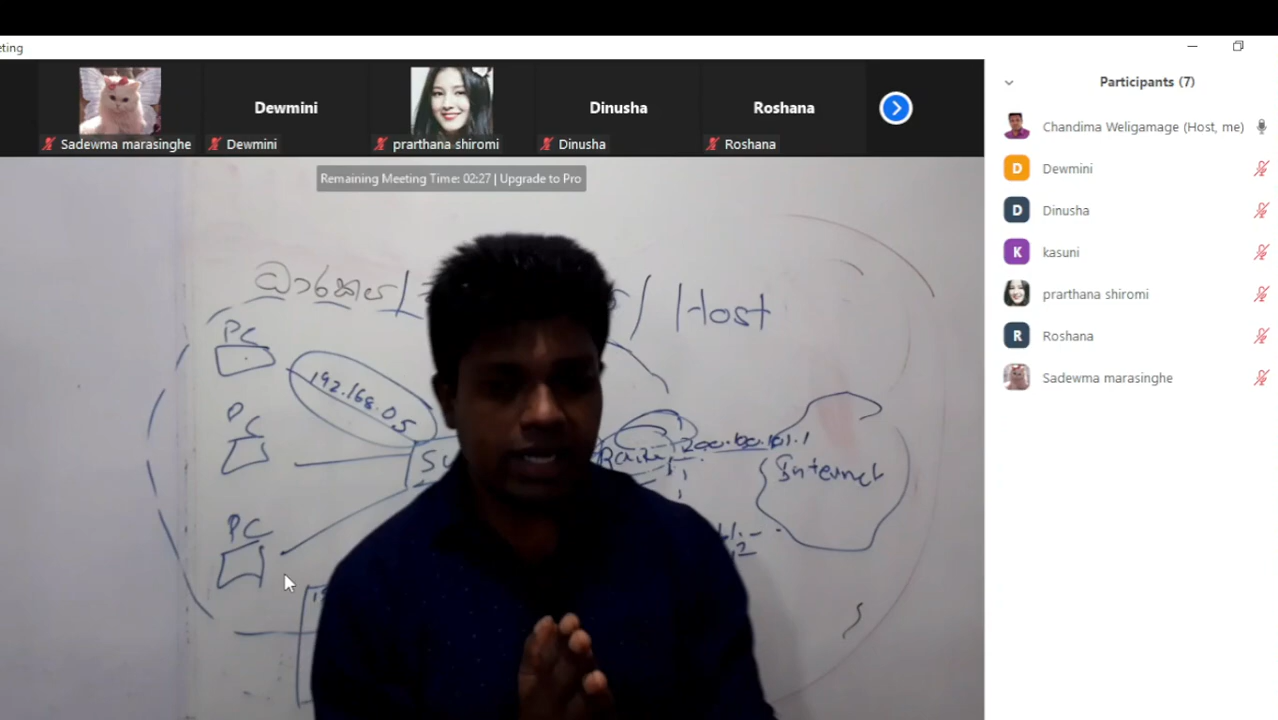 eting
Participants (7)
Dewmini
Dinusha
Roshana
Sadewma marasinghe
Dewmini
prarthana shiromi
Dinusha
Roshana
Remaining Meeting Time: 02:27 | Upgrade to Pro
Chandima Weligamage (Host, me)
D Dewmini
D Dinusha
K kasuni
prarthana shiromi
R Roshana
Sadewma marasinghe
ධාරකය / / Host
PC
192.168.0.5
PC
Internet
PC